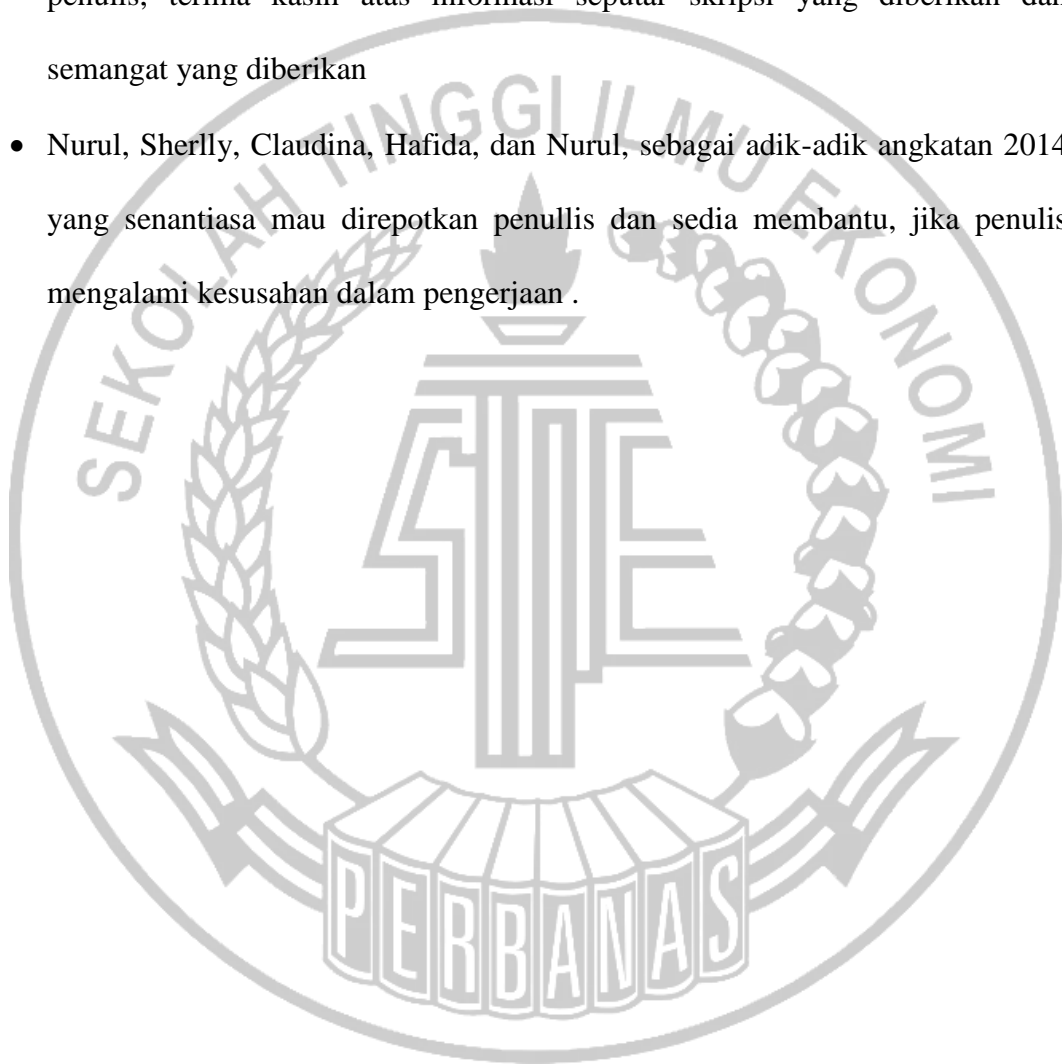 penulis, terima kasih atas informasi seputar skripsi yang diberikan dan
semangat yang diberikan
• Nurul, Sherlly, Claudina, Hafida, dan Nurul, sebagai adik-adik angkatan 2014
yang senantiasa mau direpotkan penullis dan sedia membantu, jika penulis
mengalami kesusahan dalam pengerjaan .
SEKOLAH TINGGI ILMU EKONOMI
STIE
PERBANAS